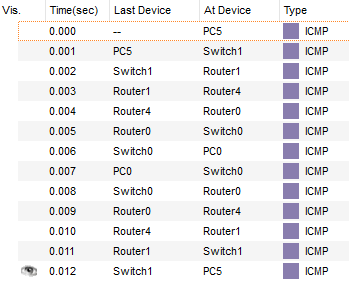 Vis. Time(sec) Last Device At Device Type
0.000 -- PC5 ICMP
0.001 PC5 Switch1 ICMP
0.002 Switch1 Router1 ICMP
0.003 Router1 Router4 ICMP
0.004 Router4 Router0 ICMP
0.005 Router0 Switch0 ICMP
0.006 Switch0 PC0 ICMP
0.007 PC0 Switch0 ICMP
0.008 Switch0 Router0 ICMP
0.009 Router0 Router4 ICMP
0.010 Router4 Router1 ICMP
0.011 Router1 Switch1 ICMP
0.012 Switch1 PC5 ICMP